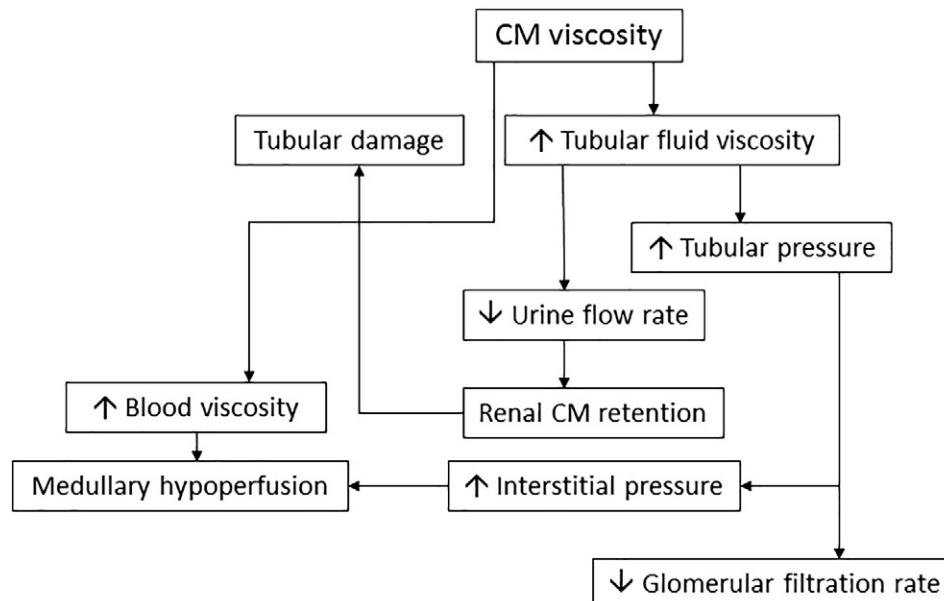 CM viscosity
Tubular damage
↑ Tubular fluid viscosity
↑ Tubular pressure
↓ Urine flow rate
↑ Blood viscosity
Renal CM retention
Medullary hypoperfusion
↑ Interstitial pressure
↓ Glomerular filtration rate